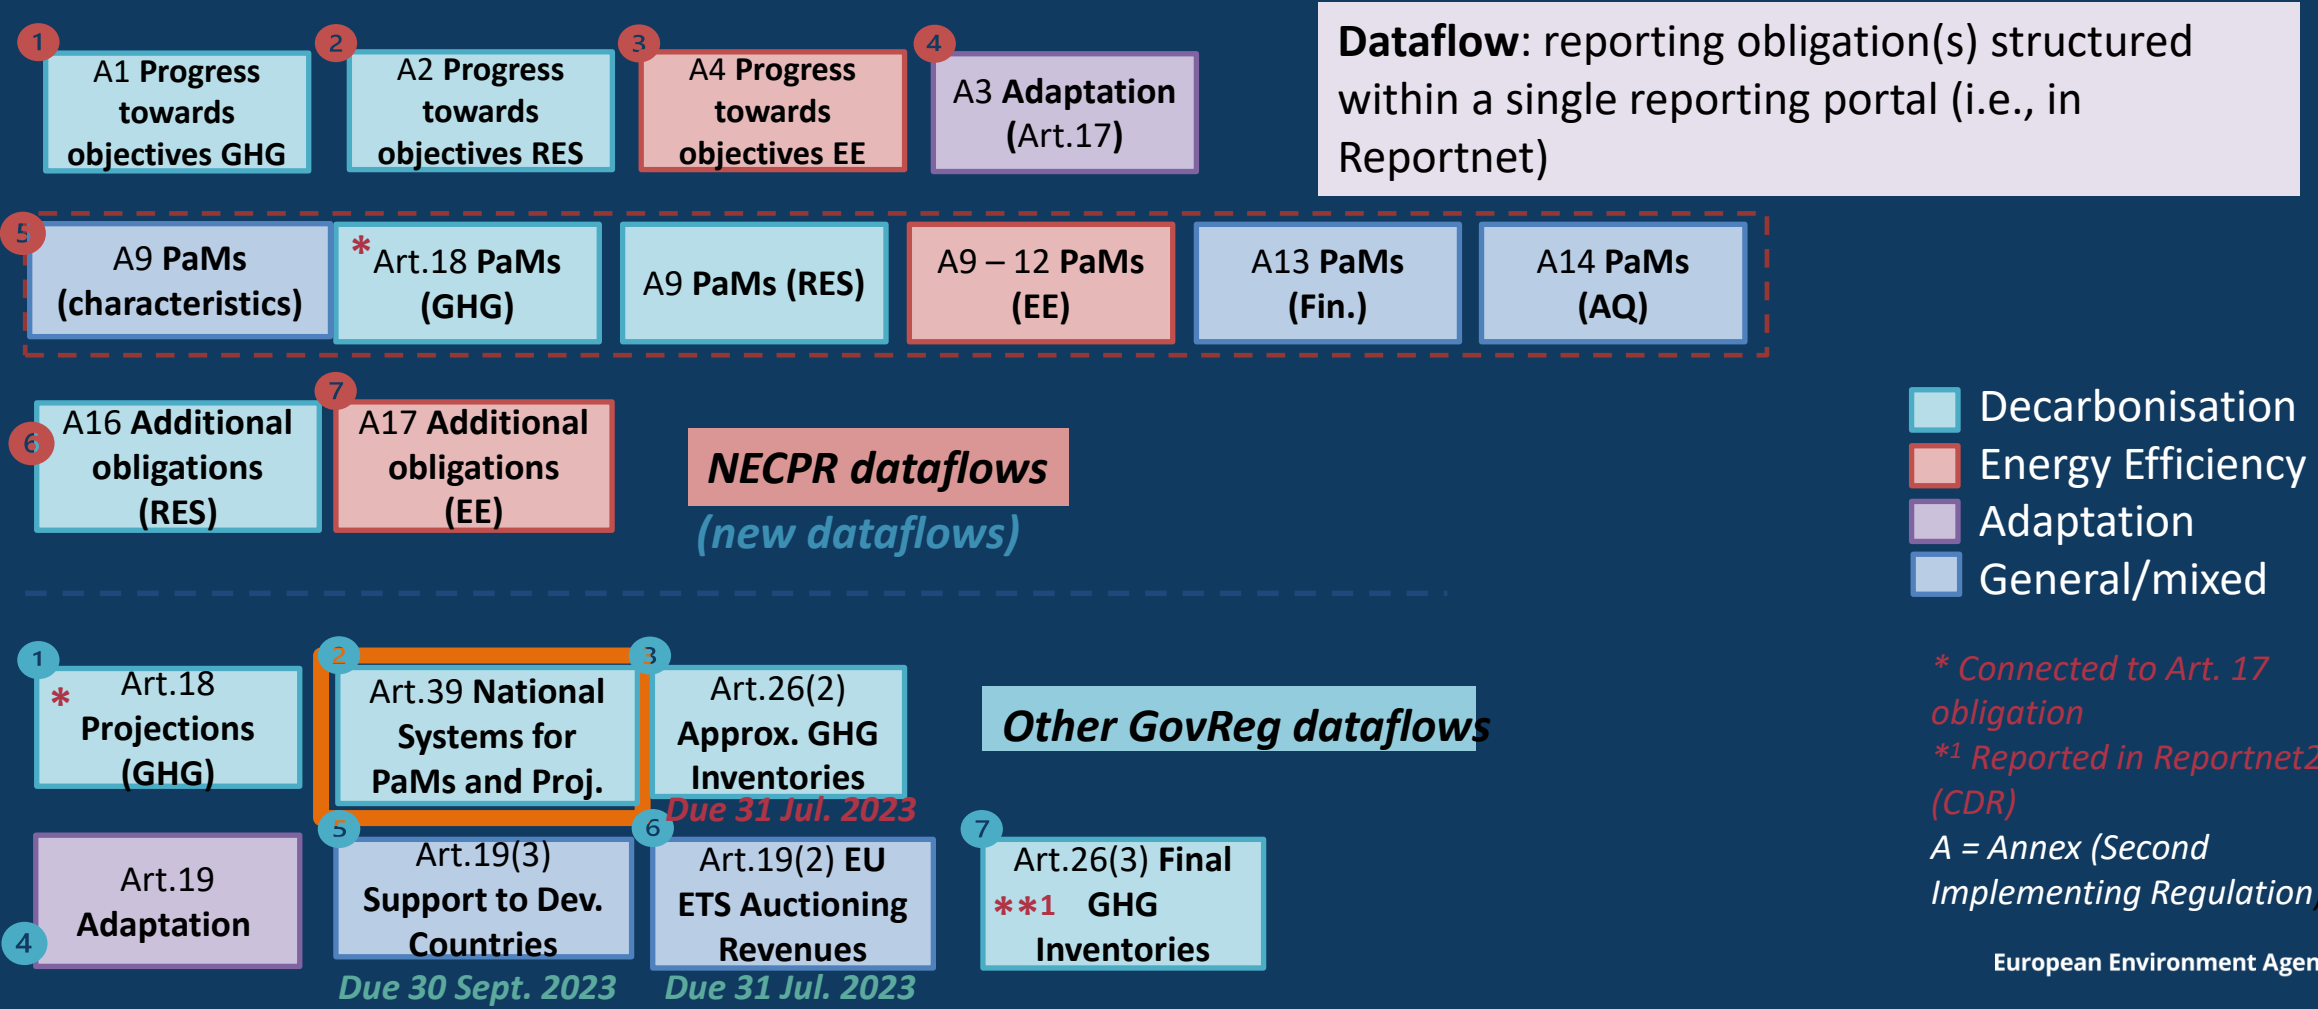 1
A1 Progress
towards
objectives GHG
2
A2 Progress
towards
objectives RES
3
A4 Progress
towards
objectives EE
4
A3 Adaptation
(Art.17)
Dataflow: reporting obligation(s) structured
within a single reporting portal (i.e., in
Reportnet)
5
A9 PaMs
(characteristics)
*
Art.18 PaMs
(GHG)
A9 PaMs (RES)
A9 – 12 PaMs
(EE)
A13 PaMs
(Fin.)
A14 PaMs
(AQ)
6
A16 Additional
obligations
(RES)
7
A17 Additional
obligations
(EE)
NECPR dataflows
(new dataflows)
Decarbonisation
Energy Efficiency
Adaptation
General/mixed
1
*
Art.18
Projections
(GHG)
2
Art.39 National
Systems for
PaMs and Proj.
3
Art.26(2)
Approx. GHG
Inventories
Due 31 Jul. 2023
Other GovReg dataflows
4
Art.19
Adaptation
5
Art.19(3)
Support to Dev.
Countries
Due 30 Sept. 2023
6
Art.19(2) EU
ETS Auctioning
Revenues
Due 31 Jul. 2023
7
Art.26(3) Final
**1 GHG
Inventories
* Connected to Art. 17
obligation
*1 Reported in Reportnet2
(CDR)
A = Annex (Second
Implementing Regulation)
European Environment Agen